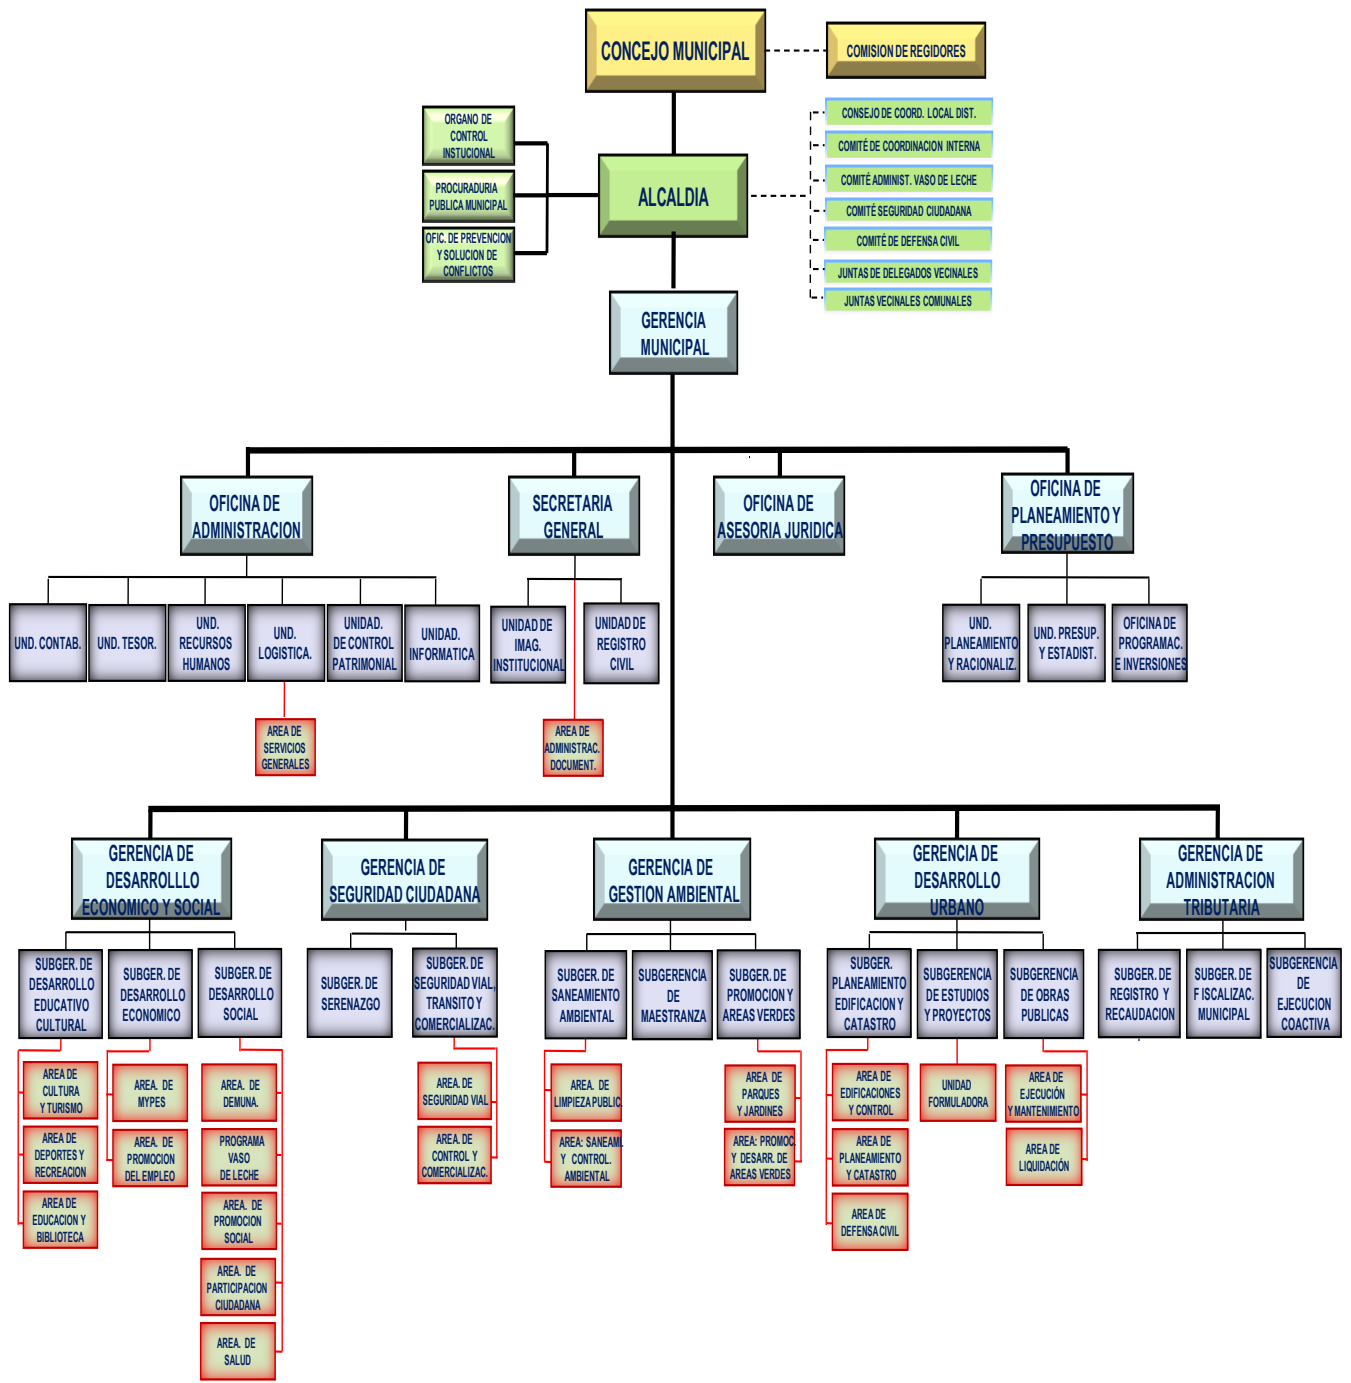 CONCEJO MUNICIPAL
COMISION DE REGIDORES
ORGANO DE
CONTROL
INSTUCIONAL
PROCURADURIA
PUBLICA MUNICIPAL
OFIC. DE PREVENCION
Y SOLUCION DE
CONFLICTOS
ALCALDIA
CONSEJO DE COORD. LOCAL DIST.
COMITÉ DE COORDINACION INTERNA
COMITÉ ADMINIST. VASO DE LECHE
COMITÉ SEGURIDAD CIUDADANA
COMITÉ DE DEFENSA CIVIL
JUNTAS DE DELEGADOS VECINALES
JUNTAS VECINALES COMUNALES
GERENCIA
MUNICIPAL
OFICINA DE
ADMINISTRACION
SECRETARIA
GENERAL
OFICINA DE
ASESORIA JURIDICA
OFICINA DE
PLANEAMIENTO Y
PRESUPUESTO
UND. CONTAB.
UND. TESOR.
UND.
RECURSOS
HUMANOS
UND.
LOGISTICA.
UNIDAD.
DE CONTROL
PATRIMONIAL
UNIDAD.
INFORMATICA
UNIDAD DE
IMAG.
INSTITUCIONAL
UNIDAD DE
REGISTRO
CIVIL
UND.
PLANEAMIENTO
Y RACIONALIZ.
UND. PRESUP.
Y ESTADIST.
OFICINA DE
PROGRAMAC.
E INVERSIONES
AREA DE
SERVICIOS
GENERALES
AREA DE
ADMINISTRAC.
DOCUMENT.
GERENCIA DE
DESARROLLLO
ECONOMICO Y SOCIAL
GERENCIA DE
SEGURIDAD CIUDADANA
GERENCIA DE
GESTION AMBIENTAL
GERENCIA DE
DESARROLLO
URBANO
GERENCIA DE
ADMINISTRACION
TRIBUTARIA
SUBGER. DE
DESARROLLO
EDUCATIVO
CULTURAL
SUBGER. DE
DESARROLLO
ECONOMICO
SUBGER. DE
DESARROLLO
SOCIAL
SUBGER. DE
SERENAZGO
SUBGER. DE
SEGURIDAD VIAL,
TRANSITO Y
COMERCIALIZAC.
SUBGER. DE
SANEAMIENTO
AMBIENTAL
SUBGERENCIA
DE
MAESTRANZA
SUBGER. DE
PROMOCION Y
AREAS VERDES
SUBGER.
PLANEAMIENTO
EDIFICACION Y
CATASTRO
SUBGERENCIA
DE ESTUDIOS
Y PROYECTOS
SUBGERENCIA
DE OBRAS
PUBLICAS
SUBGER. DE
REGISTRO Y
RECAUDACION
SUBGER. DE
F ISCALIZAC.
MUNICIPAL
SUBGERENCIA
DE
EJECUCION
COACTIVA
AREA DE
CULTURA
Y TURISMO
AREA DE
DEPORTES Y
RECREACION
AREA DE
EDUCACION Y
BIBLIOTECA
AREA. DE
MYPES
AREA. DE
PROMOCION
DEL EMPLEO
AREA. DE
DEMUNA.
PROGRAMA
VASO
DE LECHE
AREA. DE
PROMOCION
SOCIAL
AREA. DE
PARTICIPACION
CIUDADANA
AREA. DE
SALUD
AREA. DE
SEGURIDAD VIAL
AREA. DE
CONTROL Y
COMERCIALIZAC.
AREA. DE
LIMPIEZA PUBLIC.
AREA: SANEAMI.
Y CONTROL.
AMBIENTAL
AREA DE
PARQUES
Y JARDINES
AREA: PROMOC.
Y DESARR. DE
AREAS VERDES
AREA DE
EDIFICACIONES
Y CONTROL
AREA DE
PLANEAMIENTO
Y CATASTRO
AREA DE
DEFENSA CIVIL
UNIDAD
FORMULADORA
AREA DE
EJECUCIÓN
Y MANTENIMIENTO
AREA DE
LIQUIDACIÓN